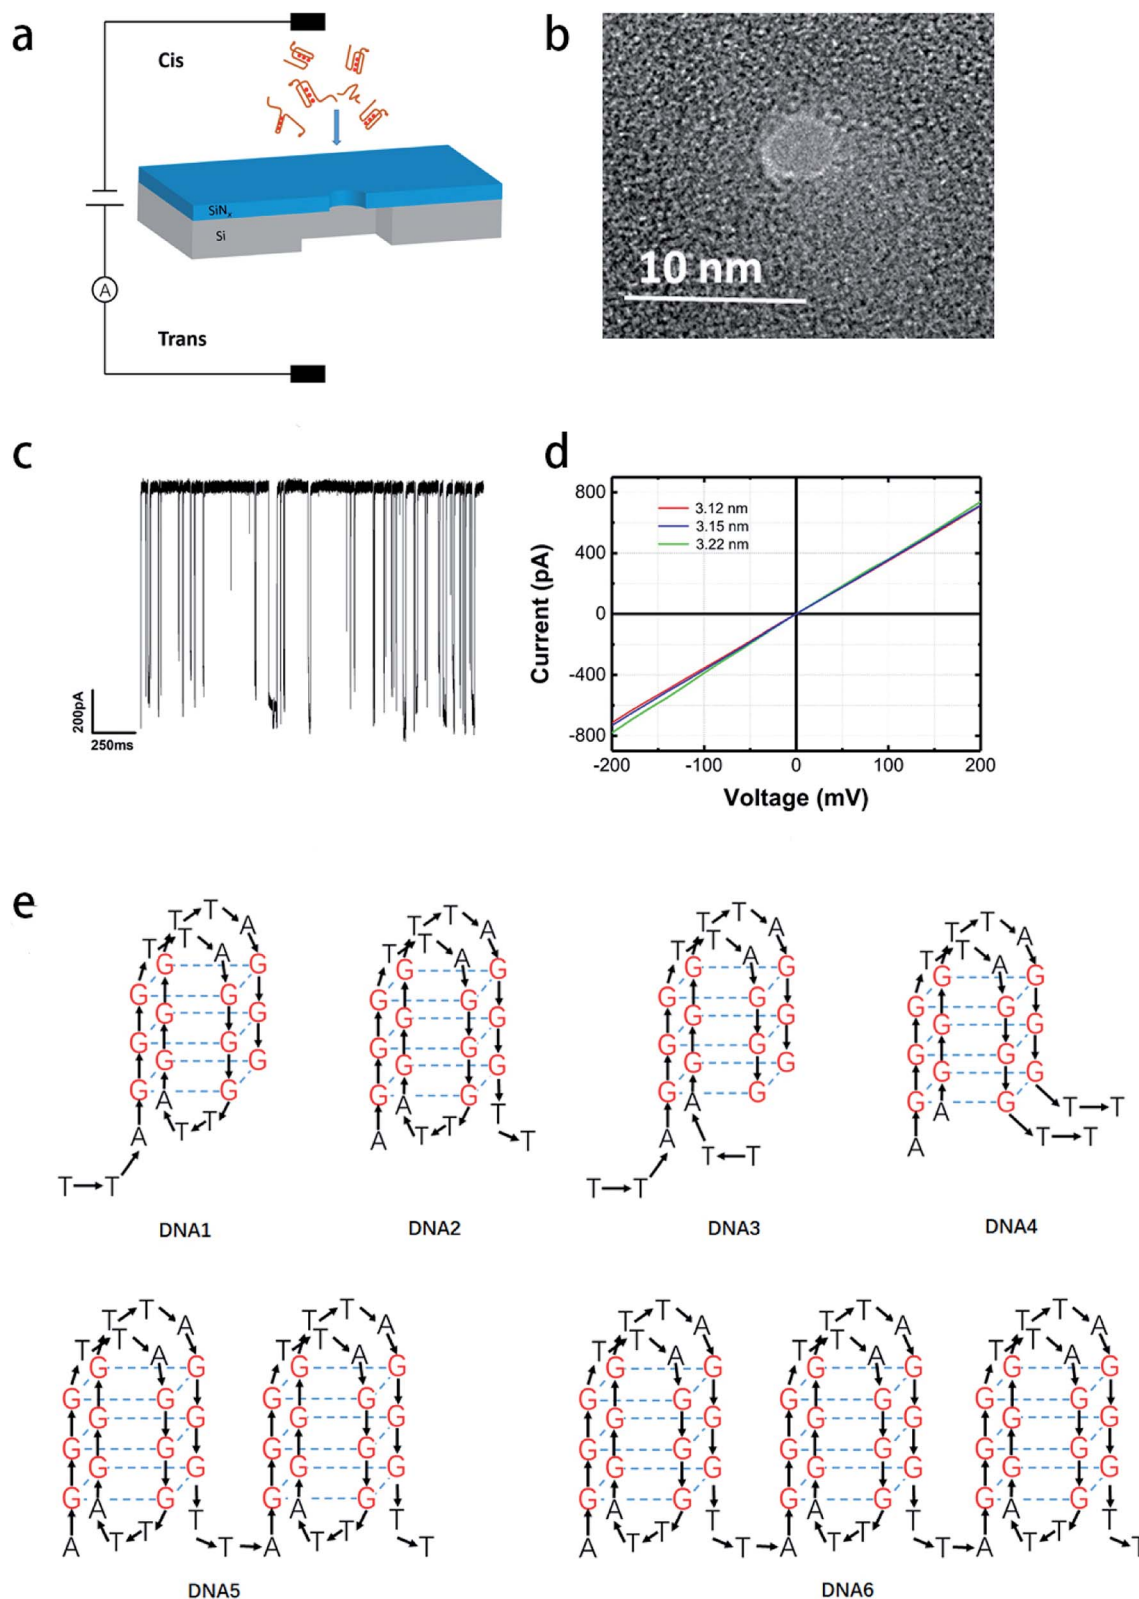 a
Cis
SiNx
Si
A
Trans
b
10 nm
c
200pA
250ms
d
800
400
0
-400
-800
-200
-100
0
100
200
3.12 nm
3.15 nm
3.22 nm
Current (pA)
Voltage (mV)
e
T T A
T T A
G G
G G
G G
G G
G G
G G
A T T
A
T T
DNA1
T T A
T T A
G G
G G
G G
G G
G G
G G
A T T T
A T
DNA2
T T A
T T A
G G
G G
G G
G G
G G
G G
A
A
T T
T T
DNA3
T T A
T T A
G G
G G
G G
G G
G G
G G
A T T
A T T
DNA4
T T A
T T A
G G
G G
G G
G G
G G
G G
A T T T
A T A
T T A
T T A
G G
G G
G G
G G
G G
G G
A T T T
T
DNA5
T T A
T T A
G G
G G
G G
G G
G G
G G
A T T T
A T A
T T A
T T A
G G
G G
G G
G G
G G
G G
A T T T
T A
T T A
T T A
G G
G G
G G
G G
G G
G G
A T T T
T
DNA6